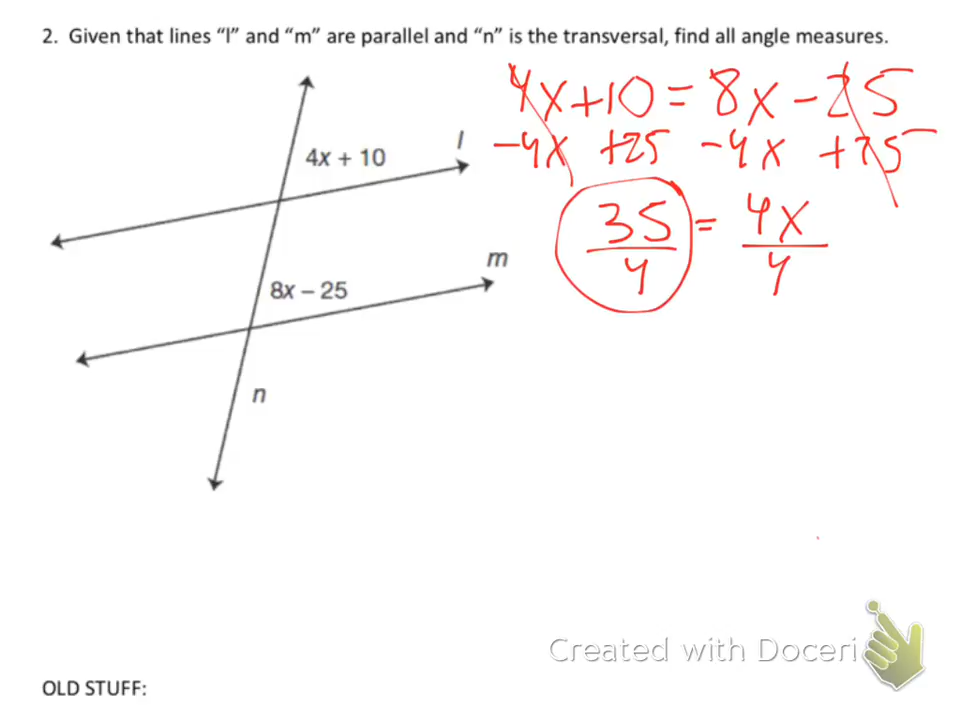 2. Given that lines “l” and “m” are parallel and “n” is the transversal, find all angle measures.
4x + 10 = 8x - 25
-4x +25 -4x +25
35 = 4x
4 4
l
4x + 10
m
8x – 25
n
Created with Doceri
OLD STUFF: